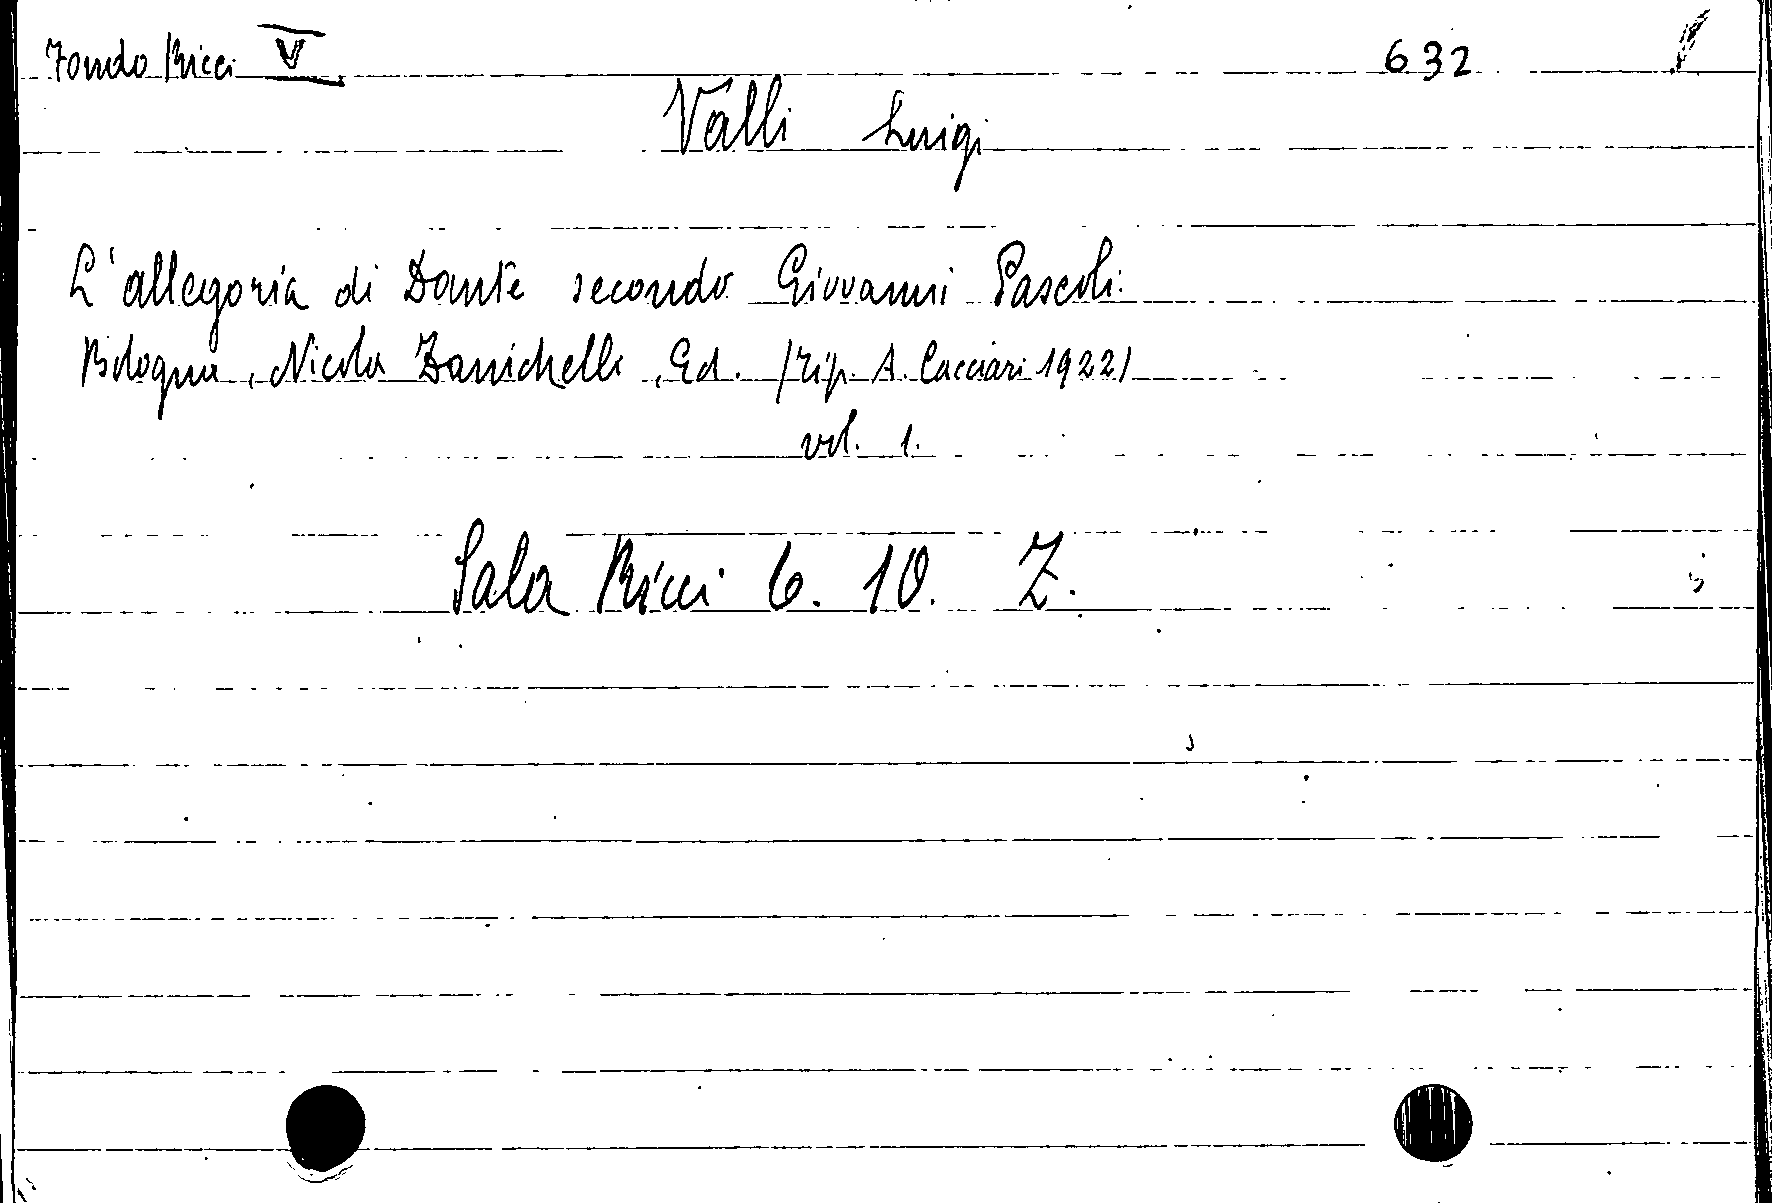 Fondo Ricci V 632
Valli Luigi
L'allegoria di Dante secondo Giovanni Pascoli.
Bologna, Nicola Zanichelli, Ed. (Tip. A. Cacciari 1922)
vol. 1.
Sala Ricci 6. 10. Z.